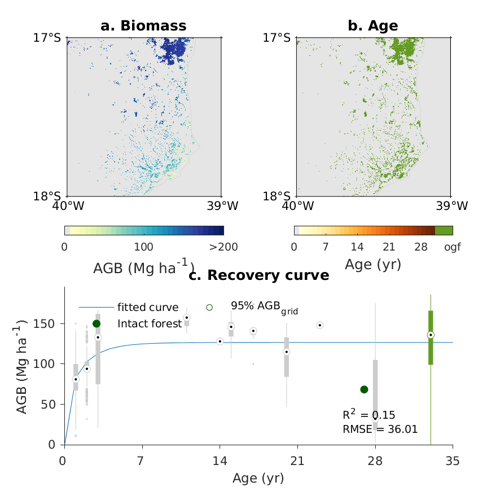 a. Biomass
b. Age
17°S
18°S
40°W
39°W
17°S
18°S
40°W
39°W
0
100
>200
AGB (Mg ha⁻¹)
0
7
14
21
28
ogf
Age (yr)
c. Recovery curve
fitted curve
95% AGB_grid
Intact forest
150
100
50
0
AGB (Mg ha⁻¹)
R² = 0.15
RMSE = 36.01
0
7
14
21
28
35
Age (yr)